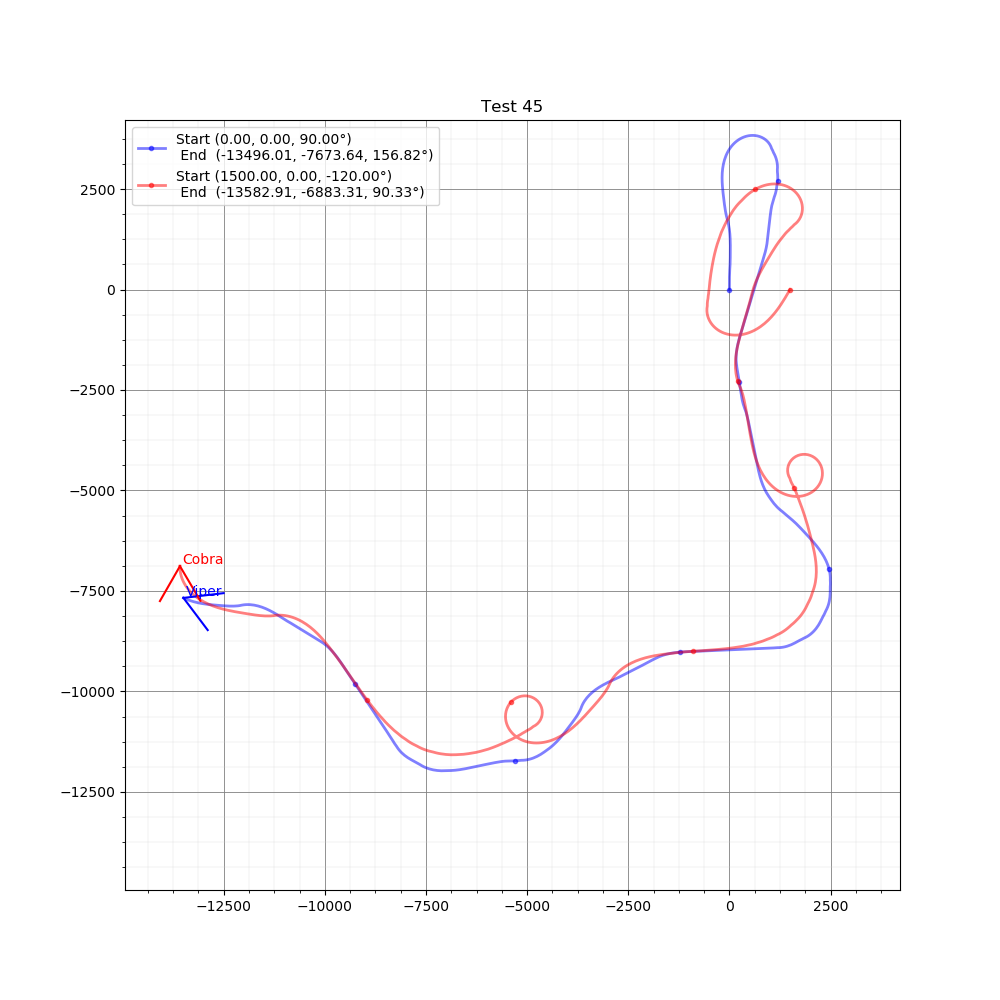 Test 45
Start (0.00, 0.00, 90.00°)
End  (-13496.01, -7673.64, 156.82°)
Start (1500.00, 0.00, -120.00°)
End  (-13582.91, -6883.31, 90.33°)
2500
0
−2500
−5000
−7500
−10000
−12500
Cobra
Viper
−12500
−10000
−7500
−5000
−2500
0
2500